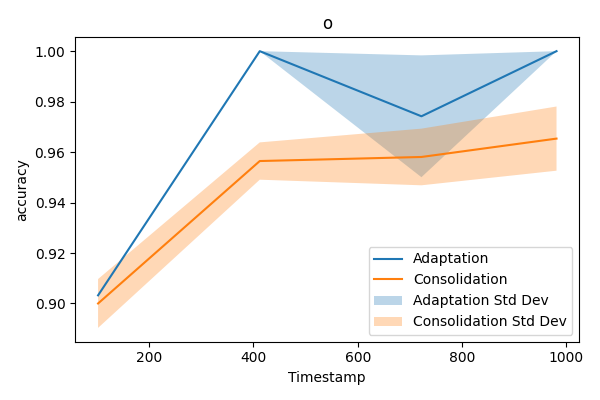 o
1.00
0.98
0.96
0.94
0.92
0.90
accuracy
200
400
600
800
1000
Timestamp
Adaptation
Consolidation
Adaptation Std Dev
Consolidation Std Dev